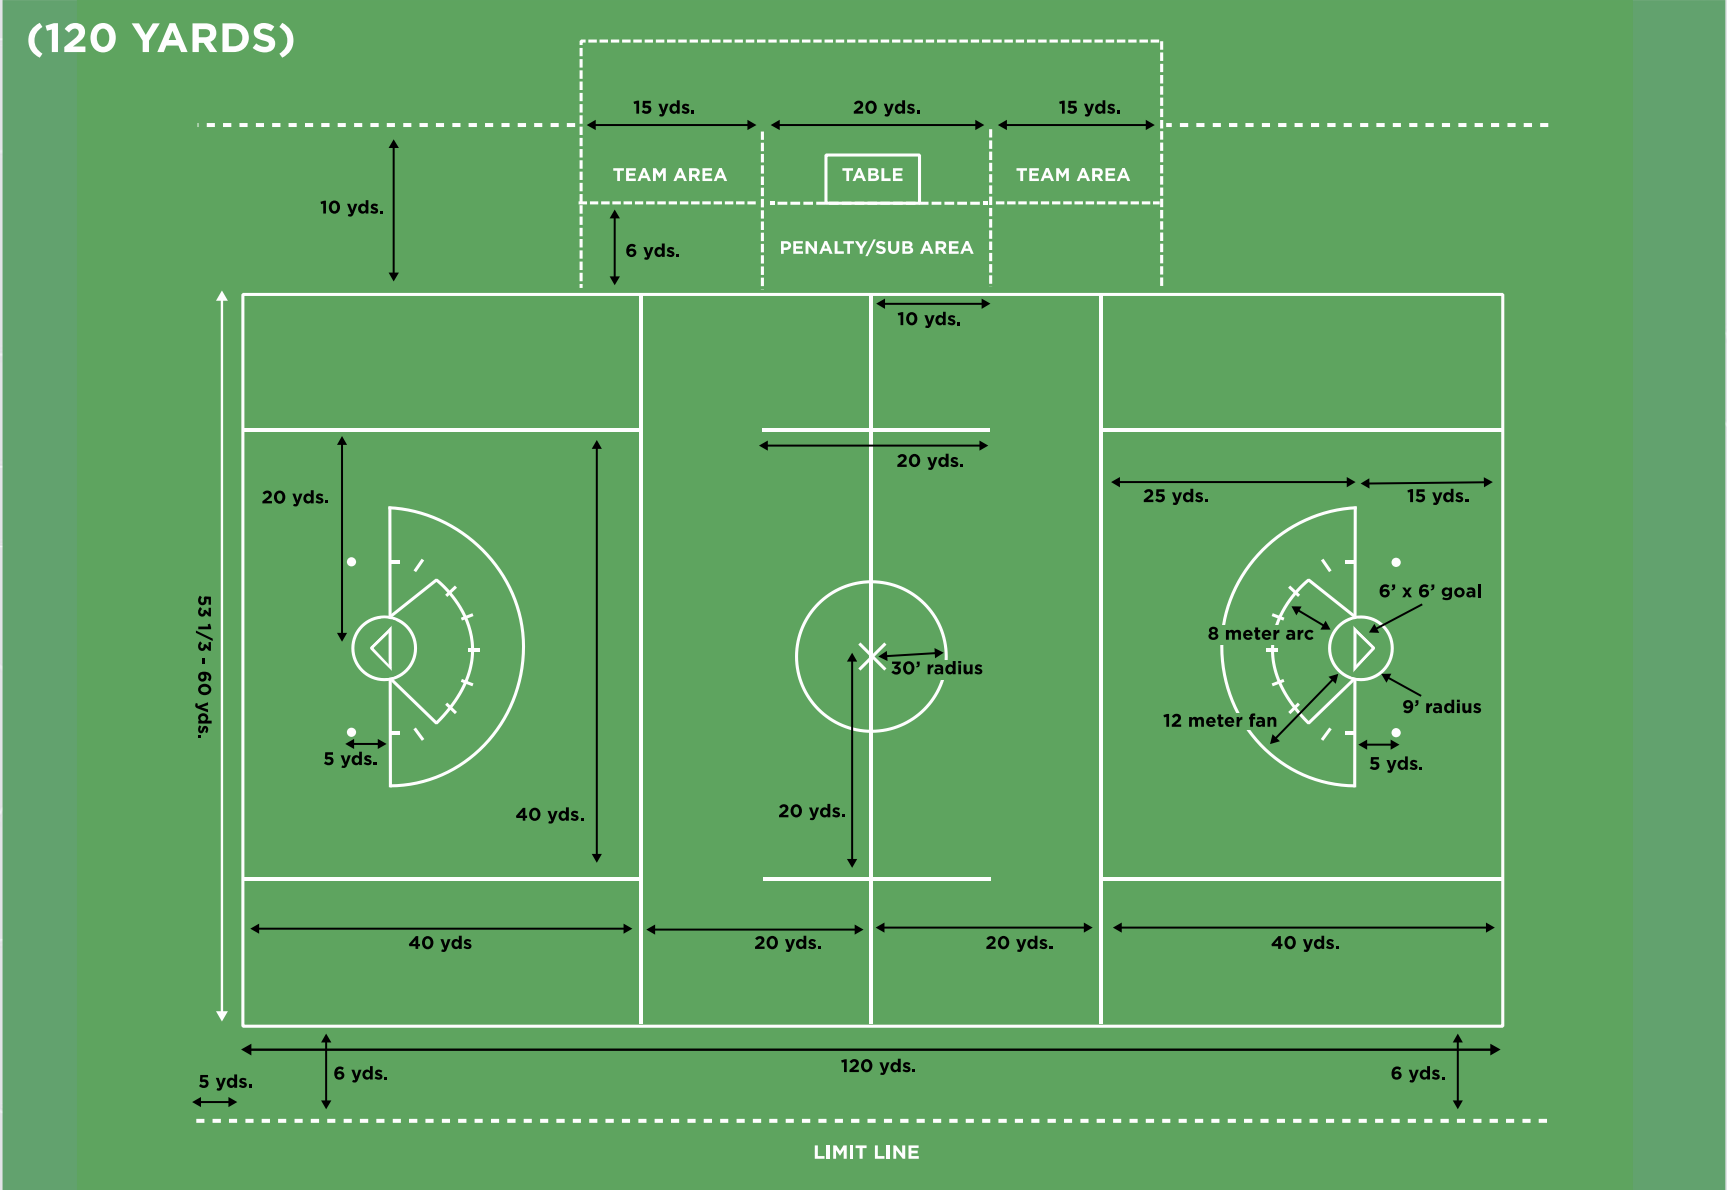 (120 YARDS)
15 yds.
20 yds.
15 yds.
TEAM AREA
TABLE
TEAM AREA
10 yds.
6 yds.
PENALTY/SUB AREA
10 yds.
20 yds.
20 yds.
25 yds.
15 yds.
6’ x 6’ goal
8 meter arc
53 1/3 - 60 yds.
30’ radius
9’ radius
12 meter fan
5 yds.
5 yds.
40 yds.
20 yds.
40 yds
20 yds.
20 yds.
40 yds.
120 yds.
5 yds.
6 yds.
6 yds.
LIMIT LINE